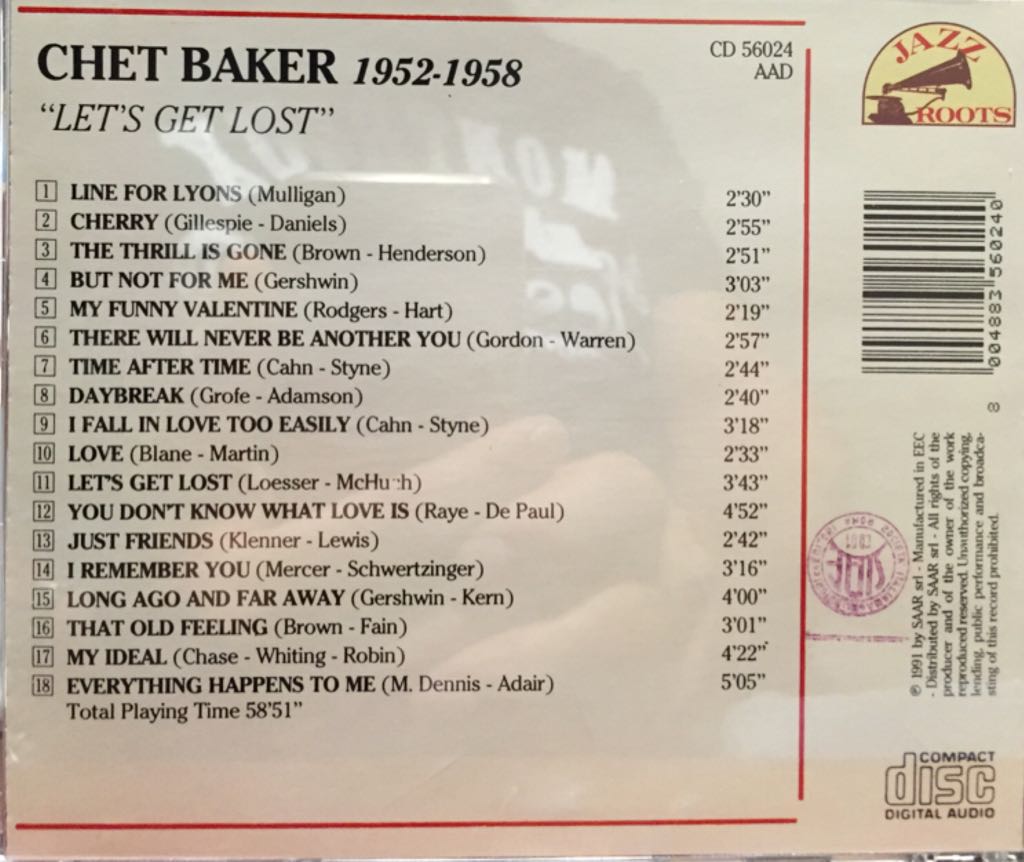 CHET BAKER 1952-1958
"LET'S GET LOST"
CD 56024
AAD
JAZZ
ROOTS
1 LINE FOR LYONS (Mulligan) 2'30"
2 CHERRY (Gillespie - Daniels) 2'55"
3 THE THRILL IS GONE (Brown - Henderson) 2'51"
4 BUT NOT FOR ME (Gershwin) 3'03"
5 MY FUNNY VALENTINE (Rodgers - Hart) 2'19"
6 THERE WILL NEVER BE ANOTHER YOU (Gordon - Warren) 2'57"
7 TIME AFTER TIME (Cahn - Styne) 2'44"
8 DAYBREAK (Grofe - Adamson) 2'40"
9 I FALL IN LOVE TOO EASILY (Cahn - Styne) 3'18"
10 LOVE (Blane - Martin) 2'33"
11 LET'S GET LOST (Loesser - McHugh) 3'43"
12 YOU DON'T KNOW WHAT LOVE IS (Raye - De Paul) 4'52"
13 JUST FRIENDS (Klenner - Lewis) 2'42"
14 I REMEMBER YOU (Mercer - Schwertzinger) 3'16"
15 LONG AGO AND FAR AWAY (Gershwin - Kern) 4'00"
16 THAT OLD FEELING (Brown - Fain) 3'01"
17 MY IDEAL (Chase - Whiting - Robin) 4'22"
18 EVERYTHING HAPPENS TO ME (M. Dennis - Adair) 5'05"
Total Playing Time 58'51"
0004883 560240
8
℗ 1991 by SAAR srl - Manufactured in EEC
- Distributed by SAAR srl - All rights of the
producer and of the owner of the work
reproduced reserved. Unauthorized copying,
lending, public performance and broadca-
sting of this record prohibited.
COMPACT
disc
DIGITAL AUDIO